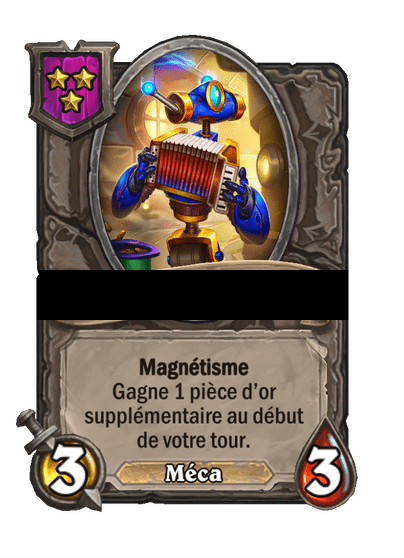 Magnétisme
Gagne 1 pièce d'or
supplémentaire au début
de votre tour.
Méca
3
3